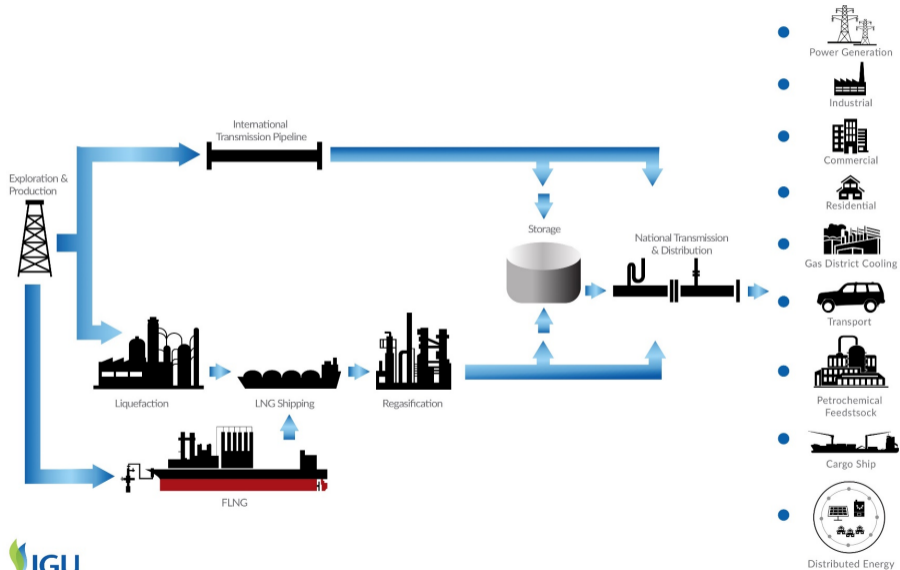 International
Transmission Pipeline
Exploration &
Production
Storage
National Transmission
& Distribution
Liquefaction
LNG Shipping
Regasification
FLNG
Power Generation
Industrial
Commercial
Residential
Gas District Cooling
Transport
Petrochemical
Feedstsock
Cargo Ship
Distributed Energy
IGU